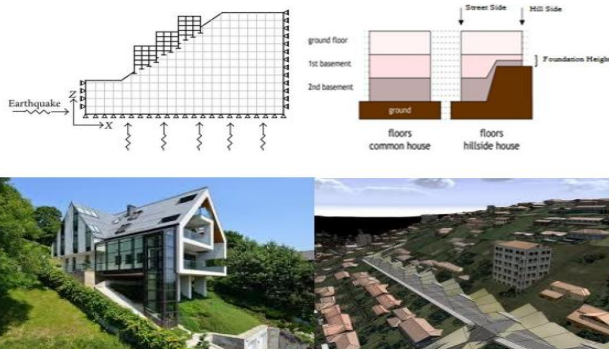 Earthquake
Z
X
Street Side
Hill Side
ground floor
1st basement
2nd basement
Foundation Heigh
ground
floors
common house
floors
hillside house